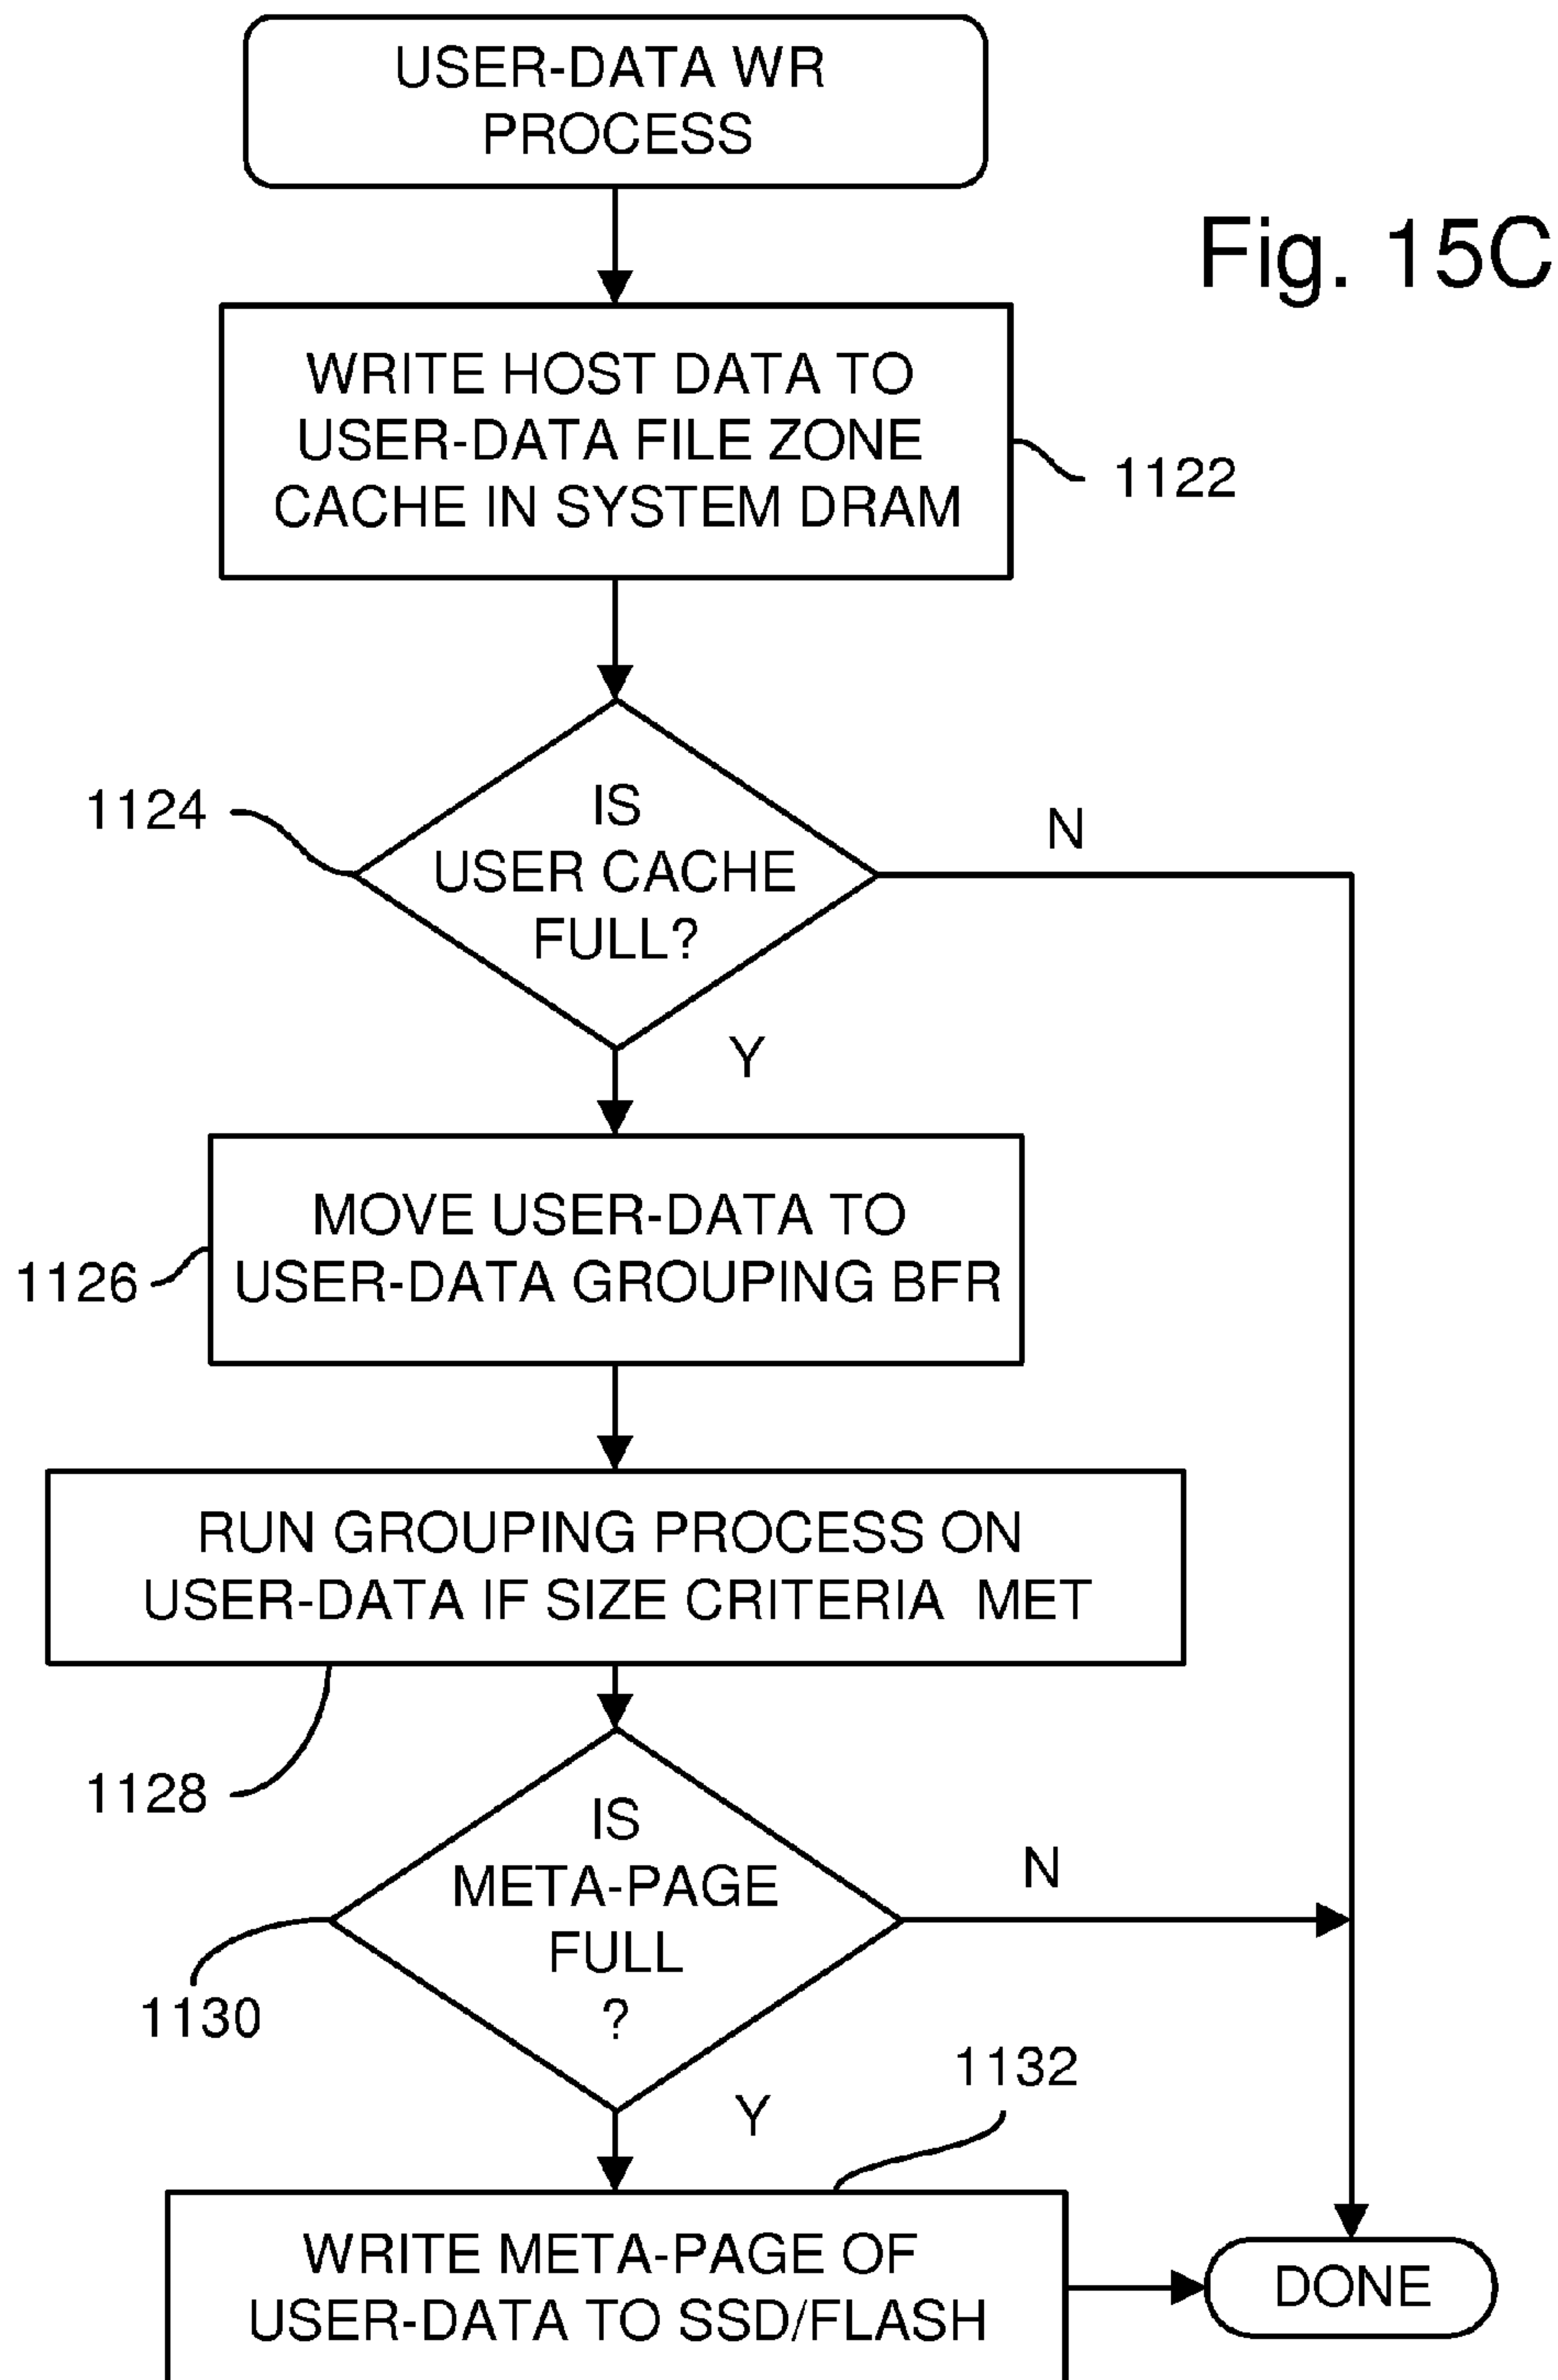 USER-DATA WR
PROCESS
Fig. 15C
WRITE HOST DATA TO
USER-DATA FILE ZONE
CACHE IN SYSTEM DRAM
1122
1124
IS
USER CACHE
FULL?
N
Y
MOVE USER-DATA TO
USER-DATA GROUPING BFR
1126
RUN GROUPING PROCESS ON
USER-DATA IF SIZE CRITERIA MET
1128
IS
META-PAGE
FULL
?
N
1130
1132
Y
WRITE META-PAGE OF
USER-DATA TO SSD/FLASH
DONE